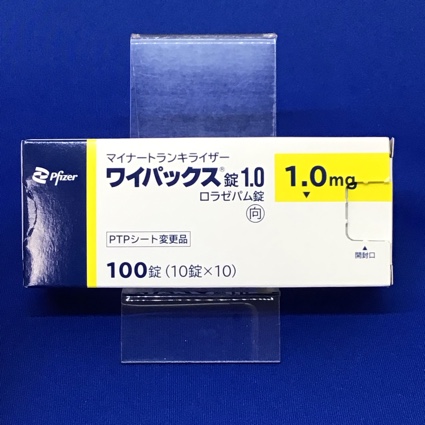 Pfizer
マイナートランキライザー
ワイパックス®錠1.0
ロラゼパム錠
向
1.0mg
▼
PTPシート変更品
100錠(10錠×10)
▲
開封口